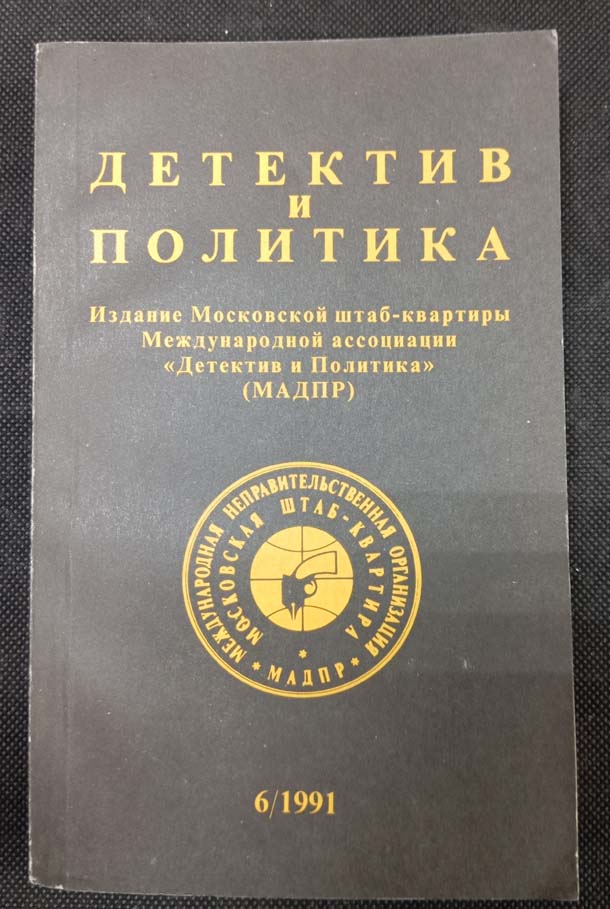 ДЕТЕКТИВ
И
ПОЛИТИКА
Издание Московской штаб-квартиры
Международной ассоциации
«Детектив и Политика»
(МАДПР)
МЕЖДУНАРОДНАЯ НЕПРАВИТЕЛЬСТВЕННАЯ ОРГАНИЗАЦИЯ
* МАДПР *
МОСКОВСКАЯ ШТАБ-КВАРТИРА
*
6/1991